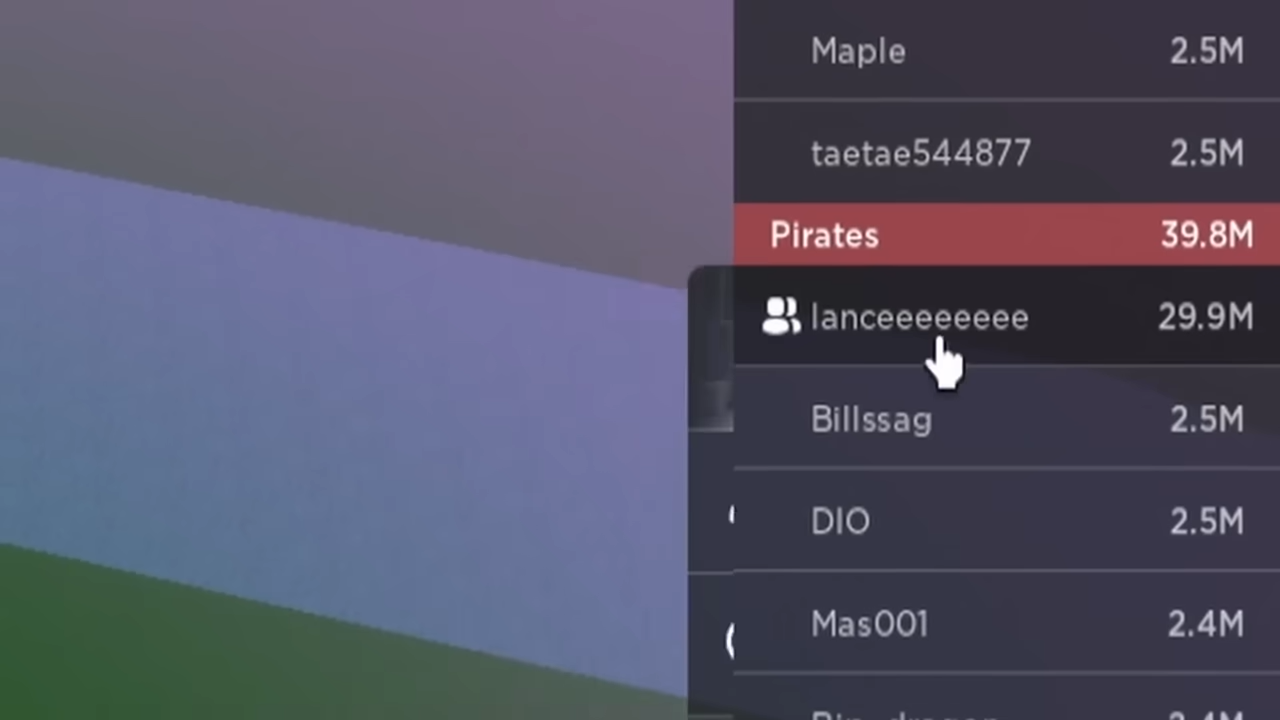 Maple 2.5M
taetae544877 2.5M
Pirates 39.8M
lanceeeeeeee 29.9M
Billssag 2.5M
DIO 2.5M
Mas001 2.4M